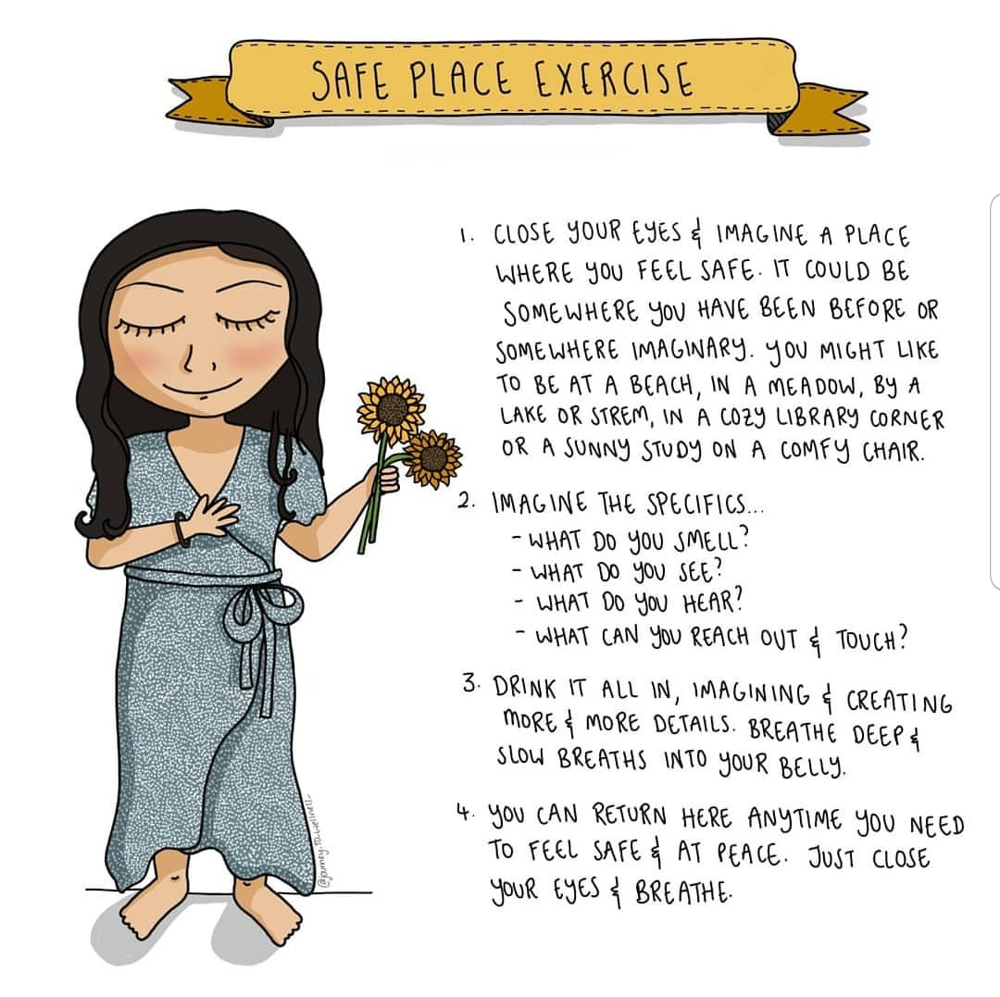 SAFE PLACE EXERCISE
1. CLOSE YOUR EYES & IMAGINE A PLACE
WHERE YOU FEEL SAFE. IT COULD BE
SOMEWHERE YOU HAVE BEEN BEFORE OR
SOMEWHERE IMAGINARY. YOU MIGHT LIKE
TO BE AT A BEACH, IN A MEADOW, BY A
LAKE OR STREM, IN A COZY LIBRARY CORNER
OR A SUNNY STUDY ON A COMFY CHAIR.
2. IMAGINE THE SPECIFICS...
- WHAT DO YOU SMELL?
- WHAT DO YOU SEE?
- WHAT DO YOU HEAR?
- WHAT CAN YOU REACH OUT & TOUCH?
3. DRINK IT ALL IN, IMAGINING & CREATING
MORE & MORE DETAILS. BREATHE DEEP &
SLOW BREATHS INTO YOUR BELLY.
4. YOU CAN RETURN HERE ANYTIME YOU NEED
TO FEEL SAFE & AT PEACE. JUST CLOSE
YOUR EYES & BREATHE.
@journey_to_wellness_